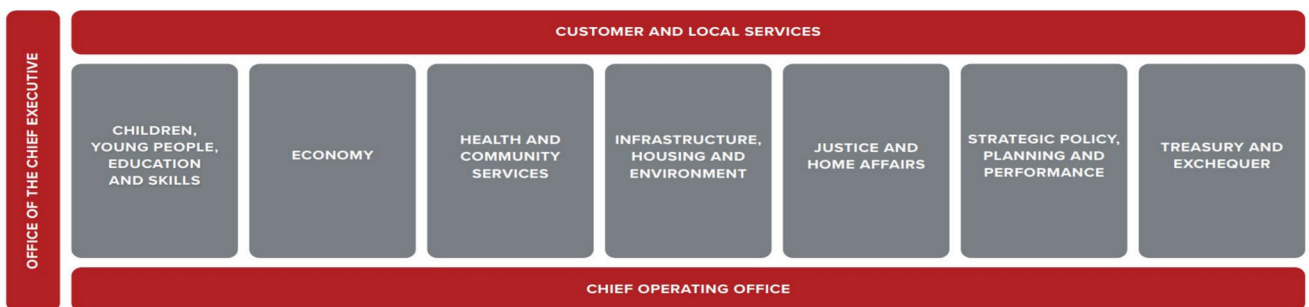 OFFICE OF THE CHIEF EXECUTIVE
CUSTOMER AND LOCAL SERVICES
CHILDREN,
YOUNG PEOPLE,
EDUCATION
AND SKILLS
ECONOMY
HEALTH AND
COMMUNITY
SERVICES
INFRASTRUCTURE,
HOUSING AND
ENVIRONMENT
JUSTICE AND
HOME AFFAIRS
STRATEGIC POLICY,
PLANNING AND
PERFORMANCE
TREASURY AND
EXCHEQUER
CHIEF OPERATING OFFICE